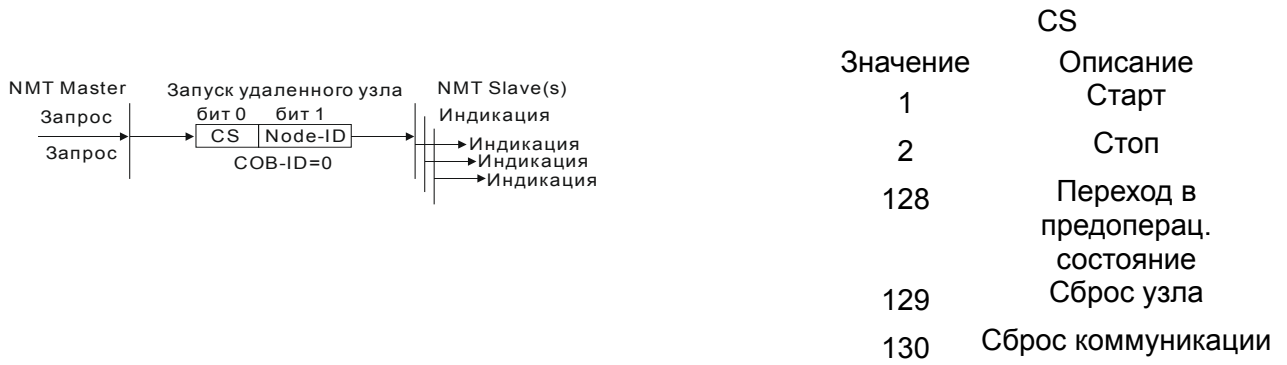 NMT Master
Запуск удаленного узла
NMT Slave(s)
Запрос
бит 0 бит 1
Индикация
CS Node-ID
Запрос
COB-ID=0
Индикация
Индикация
Индикация
CS
Значение Описание
1 Старт
2 Стоп
128 Переход в
предоперац.
состояние
129 Сброс узла
130 Сброс коммуникации